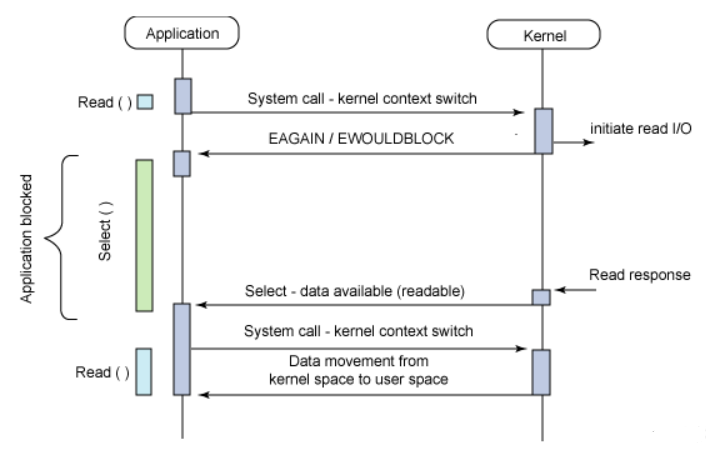 Application
Kernel
Read ( )
System call - kernel context switch
initiate read I/O
EAGAIN / EWOULDBLOCK
Application blocked
Select ( )
Read response
Select - data available (readable)
System call - kernel context switch
Read ( )
Data movement from
kernel space to user space